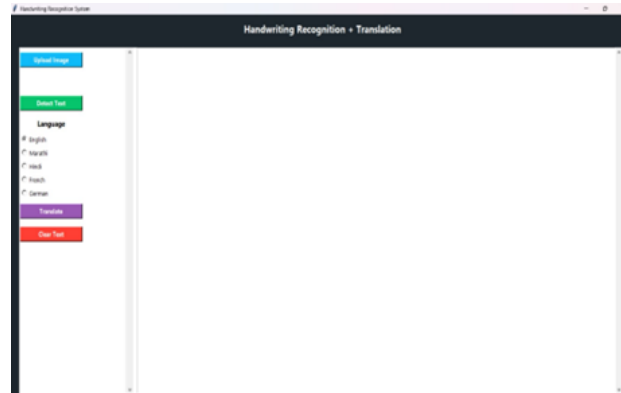 Handwriting Recognition System
Handwriting Recognition + Translation
Upload Image
Detect Text
Language
English
Marathi
Hindi
French
German
Translate
Clear Text